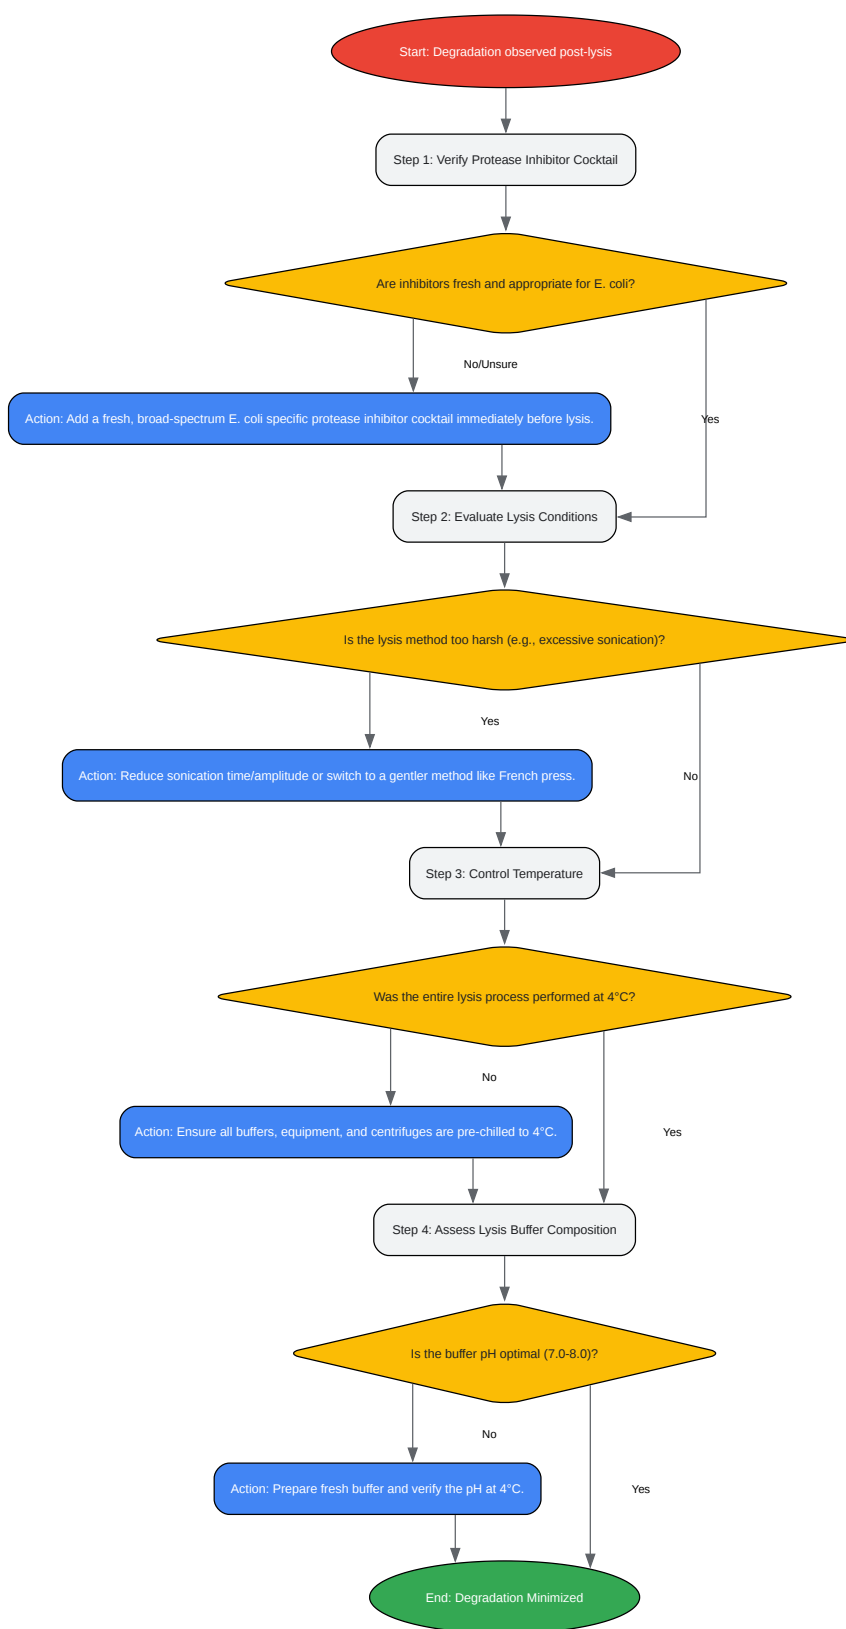 Start: Degradation observed post-lysis
Step 1: Verify Protease Inhibitor Cocktail
Are inhibitors fresh and appropriate for E. coli?
No/Unsure
Action: Add a fresh, broad-spectrum E. coli specific protease inhibitor cocktail immediately before lysis.
Yes
Step 2: Evaluate Lysis Conditions
Is the lysis method too harsh (e.g., excessive sonication)?
Yes
Action: Reduce sonication time/amplitude or switch to a gentler method like French press.
No
Step 3: Control Temperature
Was the entire lysis process performed at 4°C?
No
Action: Ensure all buffers, equipment, and centrifuges are pre-chilled to 4°C.
Yes
Step 4: Assess Lysis Buffer Composition
Is the buffer pH optimal (7.0-8.0)?
No
Action: Prepare fresh buffer and verify the pH at 4°C.
Yes
End: Degradation Minimized